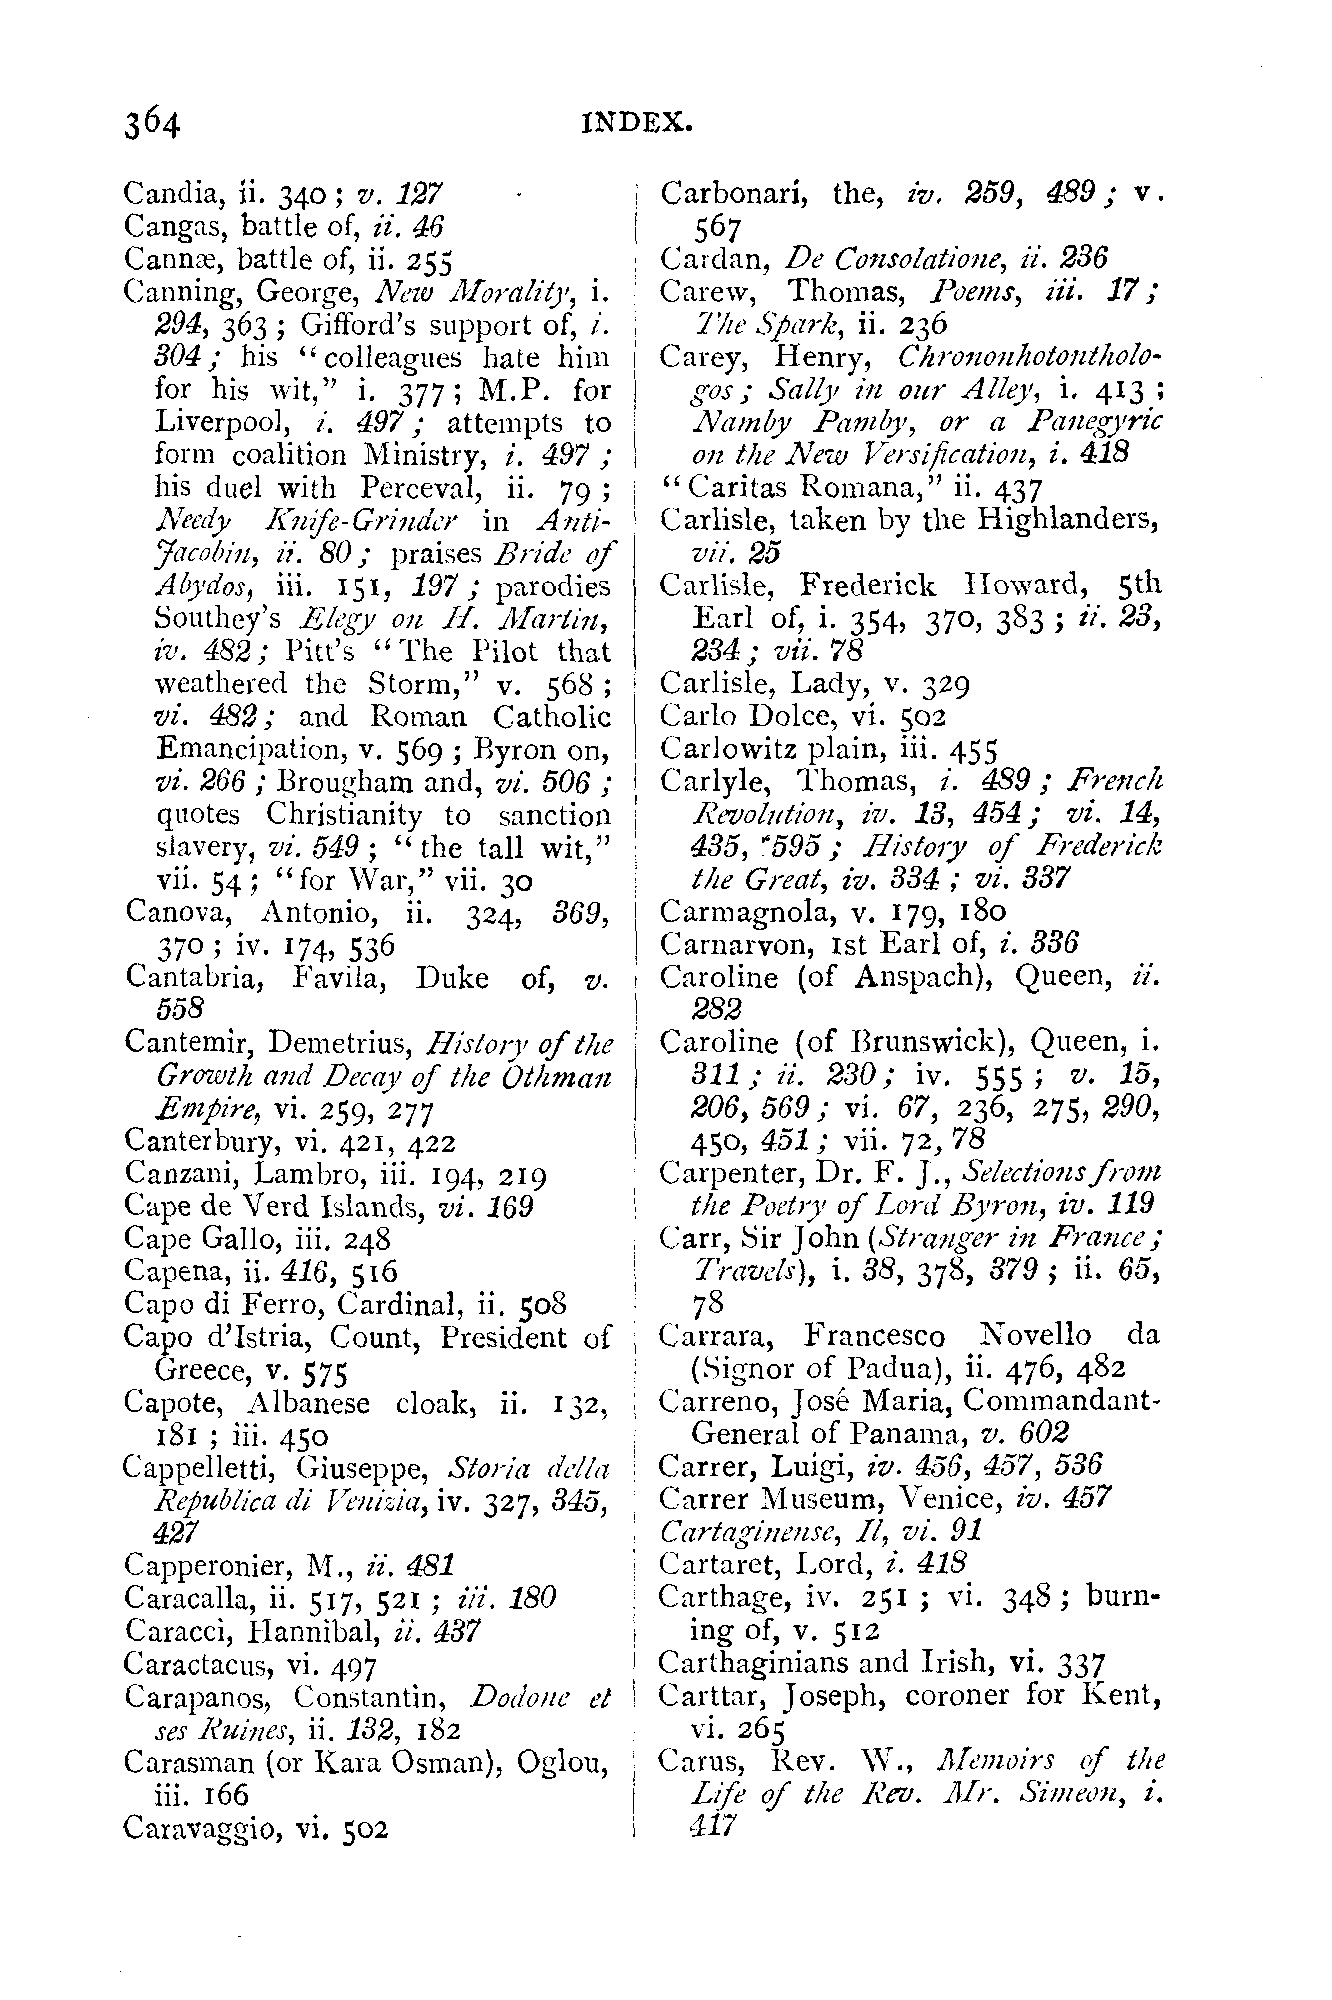 364
INDEX.
Candia, ii. 340 ; v. 127
Cangas, battle of, ii. 46
Cannæ, battle of, ii. 255
Canning, George, New Morality, i.
294, 363 ; Gifford's support of, i.
304 ; his “colleagues hate him
for his wit,” i. 377 ; M.P. for
Liverpool, i. 497 ; attempts to
form coalition Ministry, i. 497 ;
his duel with Perceval, ii. 79 ;
Needy Knife-Grinder in Anti-
Jacobin, ii. 80 ; praises Bride of
Abydos, iii. 151, 197 ; parodies
Southey's Elegy on H. Martin,
iv. 482 ; Pitt's “The Pilot that
weathered the Storm,” v. 568 ;
vi. 482 ; and Roman Catholic
Emancipation, v. 569 ; Byron on,
vi. 266 ; Brougham and, vi. 506 ;
quotes Christianity to sanction
slavery, vi. 549 ; “the tall wit,”
vii. 54 ; “for War,” vii. 30
Canova, Antonio, ii. 324, 369,
370 ; iv. 174, 536
Cantabria, Favila, Duke of, v.
558
Cantemir, Demetrius, History of the
Growth and Decay of the Othman
Empire, vi. 259, 277
Canterbury, vi. 421, 422
Canzani, Lambro, iii. 194, 219
Cape de Verd Islands, vi. 169
Cape Gallo, iii. 248
Capena, ii. 416, 516
Capo di Ferro, Cardinal, ii. 508
Capo d'Istria, Count, President of
Greece, v. 575
Capote, Albanese cloak, ii. 132,
181 ; iii. 450
Cappelletti, Giuseppe, Storia della
Republica di Venizia, iv. 327, 345,
427
Capperonier, M., ii. 481
Caracalla, ii. 517, 521 ; iii. 180
Caracci, Hannibal, ii. 437
Caractacus, vi. 497
Carapanos, Constantin, Dodone et
ses Ruines, ii. 132, 182
Carasman (or Kara Osman), Oglou,
iii. 166
Caravaggio, vi. 502
Carbonari, the, iv. 259, 489 ; v.
567
Cardan, De Consolatione, ii. 236
Carew, Thomas, Poems, iii. 17 ;
The Spark, ii. 236
Carey, Henry, Chrononhotontholo-
gos ; Sally in our Alley, i. 413 ;
Namby Pamby, or a Panegyric
on the New Versification, i. 418
“Caritas Romana,” ii. 437
Carlisle, taken by the Highlanders,
vii. 25
Carlisle, Frederick Howard, 5th
Earl of, i. 354, 370, 383 ; ii. 23,
234 ; vii. 78
Carlisle, Lady, v. 329
Carlo Dolce, vi. 502
Carlowitz plain, iii. 455
Carlyle, Thomas, i. 489 ; French
Revolution, iv. 13, 454 ; vi. 14,
435, 595 ; History of Frederick
the Great, iv. 334 ; vi. 337
Carmagnola, v. 179, 180
Carnarvon, 1st Earl of, i. 336
Caroline (of Anspach), Queen, ii.
282
Caroline (of Brunswick), Queen, i.
311 ; ii. 230 ; iv. 555 ; v. 15,
206, 569 ; vi. 67, 236, 275, 290,
450, 451 ; vii. 72, 78
Carpenter, Dr. F. J., Selections from
the Poetry of Lord Byron, iv. 119
Carr, Sir John (Stranger in France ;
Travels), i. 38, 378, 379 ; ii. 65,
78
Carrara, Francesco Novello da
(Signor of Padua), ii. 476, 482
Carreno, José Maria, Commandant-
General of Panama, v. 602
Carrer, Luigi, iv. 456, 457, 536
Carrer Museum, Venice, iv. 457
Cartaginense, Il, vi. 91
Cartaret, Lord, i. 418
Carthage, iv. 251 ; vi. 348 ; burn-
ing of, v. 512
Carthaginians and Irish, vi. 337
Carttar, Joseph, coroner for Kent,
vi. 265
Carus, Rev. W., Memoirs of the
Life of the Rev. Mr. Simeon, i.
417